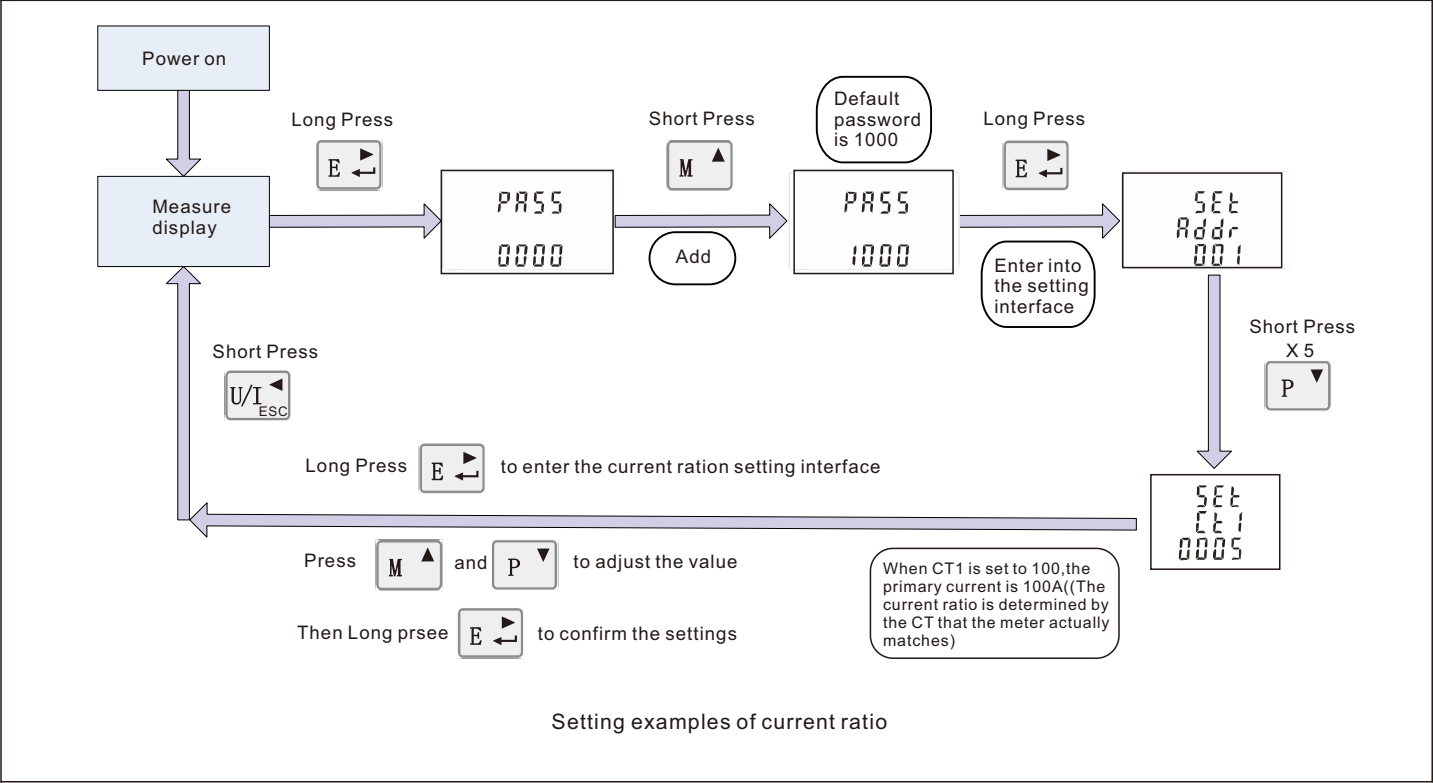 Power on
Measure
display
Long Press
E
PASS
0000
Short Press
M
Add
Default
password
is 1000
PASS
1000
Long Press
E
Enter into
the setting
interface
SEt
Addr
001
Short Press
X 5
P
SEt
Ct1
0005
Short Press
U/I
ESC
Long Press E to enter the current ration setting interface
Press M and P to adjust the value
Then Long prsee E to confirm the settings
When CT1 is set to 100,the
primary current is 100A((The
current ratio is determined by
the CT that the meter actually
matches)
Setting examples of current ratio